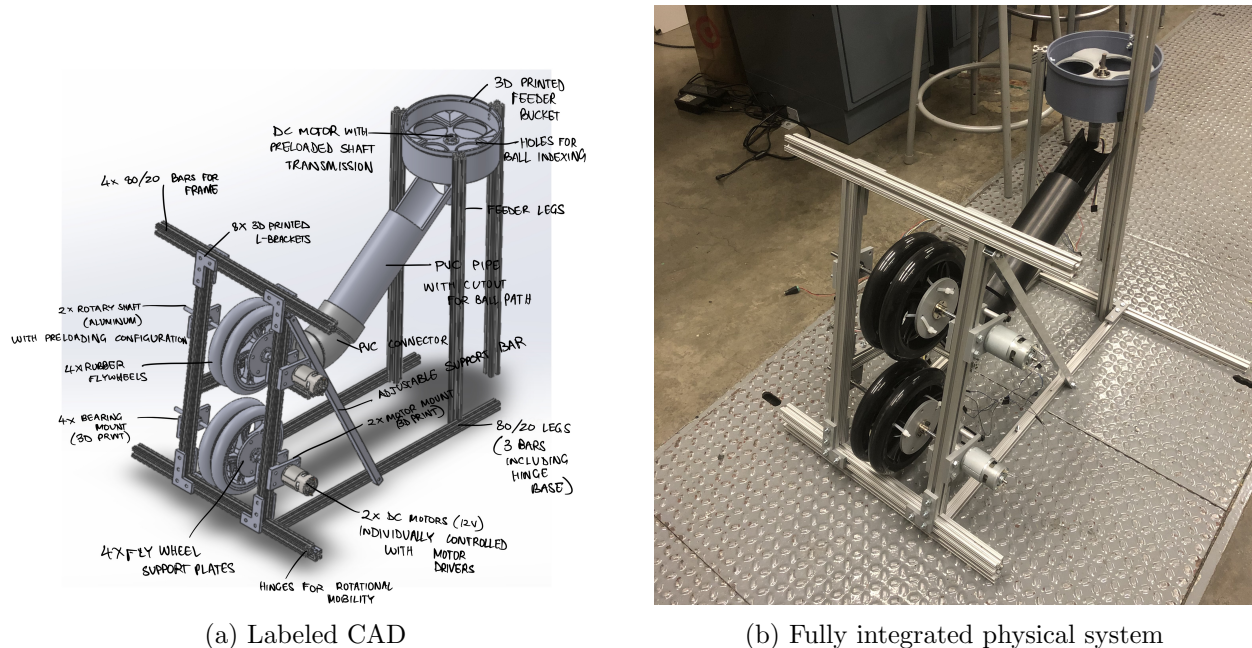 3D PRINTED
FEEDER
BUCKET
DC MOTOR WITH
PRELOADED SHAFT
TRANSMISSION
HOLES FOR
BALL INDEXING
4x 80/20 BARS FOR
FRAME
FEEDER LEGS
8x 3D PRINTED
L-BRACKETS
PVC PIPE
WITH CUTOUT
FOR BALL PATH
2x ROTARY SHAFT
(ALUMINUM)
WITH PRELOADING CONFIGURATION
PVC CONNECTOR
4x RUBBER
FLYWHEELS
ADJUSTABLE SUPPORT BAR
4x BEARING
MOUNT
(3D PRINT)
2x MOTOR MOUNT
(3D PRINT)
80/20 LEGS
(3 BARS
INCLUDING
HINGE
BASE)
2x DC MOTORS (12V)
INDIVIDUALLY CONTROLLED
WITH MOTOR
DRIVERS
4x FLY WHEEL
SUPPORT PLATES
HINGES FOR ROTATIONAL
MOBILITY
(a) Labeled CAD
(b) Fully integrated physical system